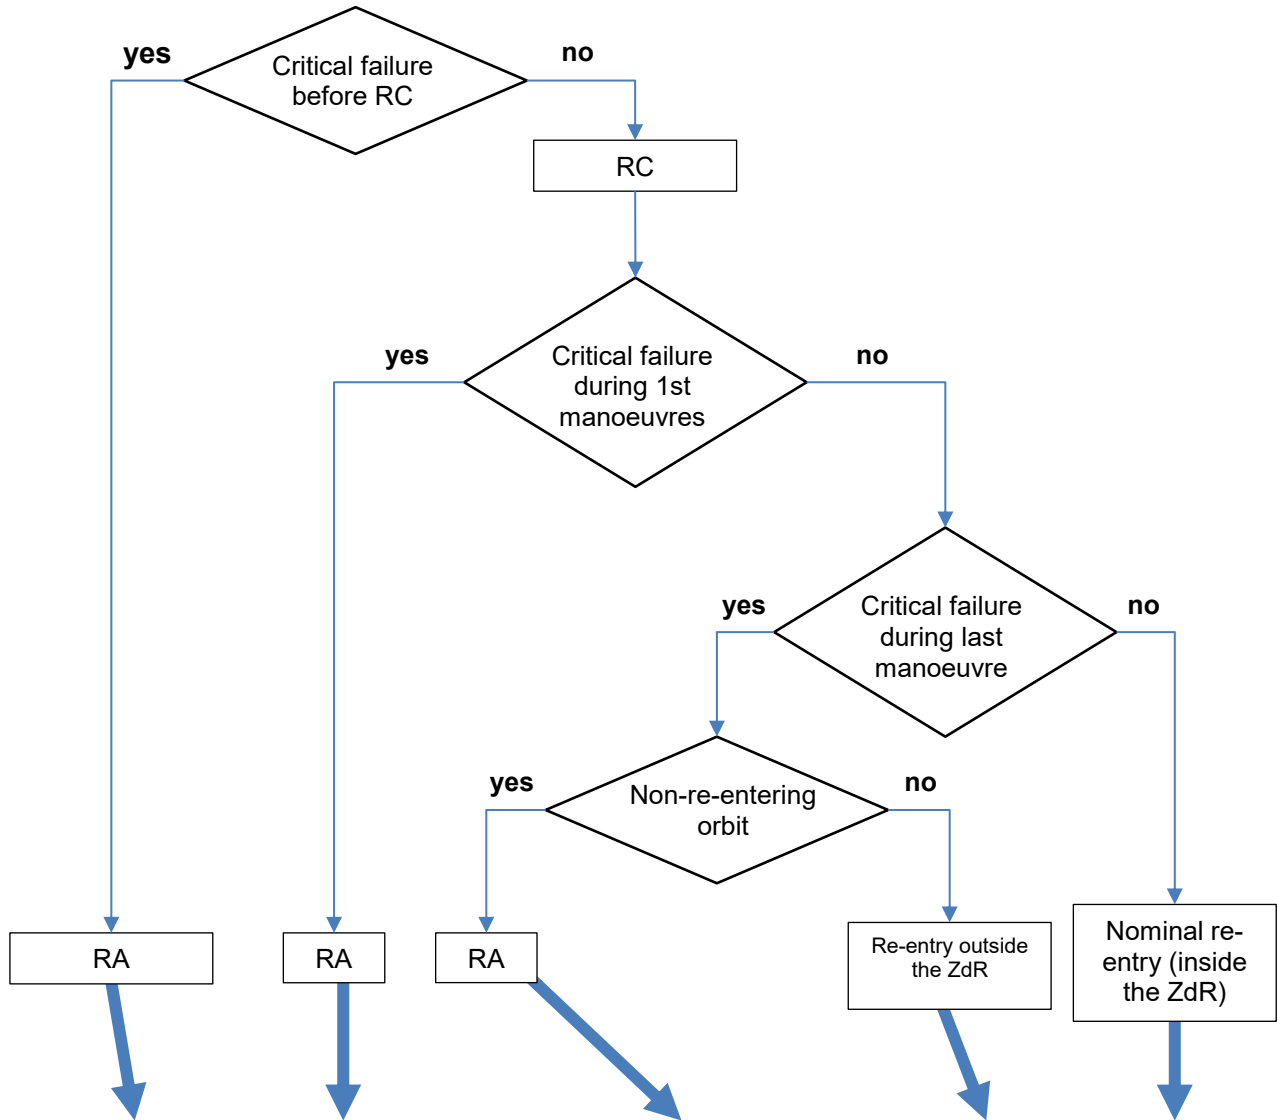 yes
no
Critical failure
before RC
RC
yes
no
Critical failure
during 1st
manoeuvres
yes
no
Critical failure
during last
manoeuvre
yes
no
Non-re-entering
orbit
RA
RA
RA
Re-entry outside
the ZdR
Nominal re-
entry (inside
the ZdR)